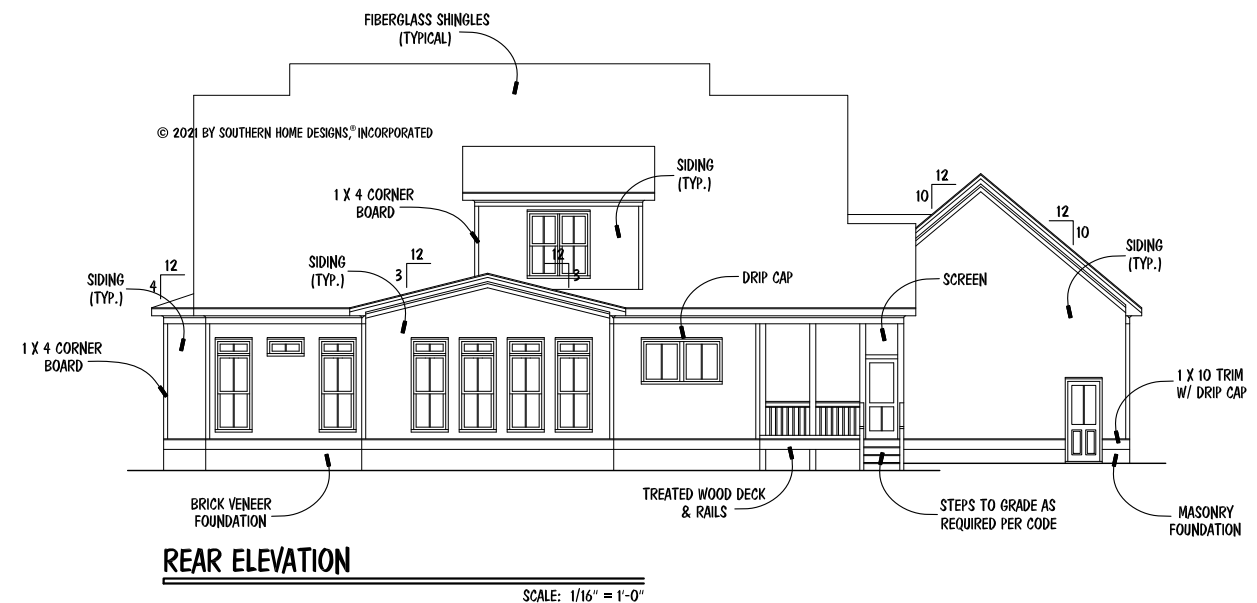 FIBERGLASS SHINGLES
(TYPICAL)
© 2021 BY SOUTHERN HOME DESIGNS,® INCORPORATED
SIDING
(TYP.)
1 X 4 CORNER
BOARD
12
10
12
10
SIDING
(TYP.)
SIDING
(TYP.)
12
3
12
3
SIDING
(TYP.)
12
4
DRIP CAP
SCREEN
1 X 4 CORNER
BOARD
1 X 10 TRIM
W/ DRIP CAP
BRICK VENEER
FOUNDATION
TREATED WOOD DECK
& RAILS
STEPS TO GRADE AS
REQUIRED PER CODE
MASONRY
FOUNDATION
REAR ELEVATION
SCALE: 1/16" = 1'-0"